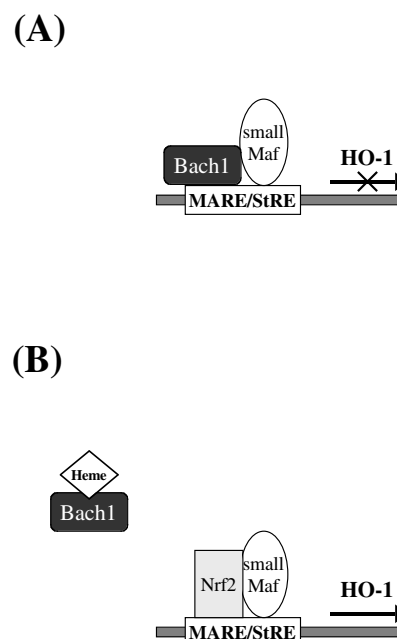 (A)
small
Maf
Bach1
HO-1
MARE/StRE
(B)
Heme
Bach1
small
Maf
Nrf2
HO-1
MARE/StRE